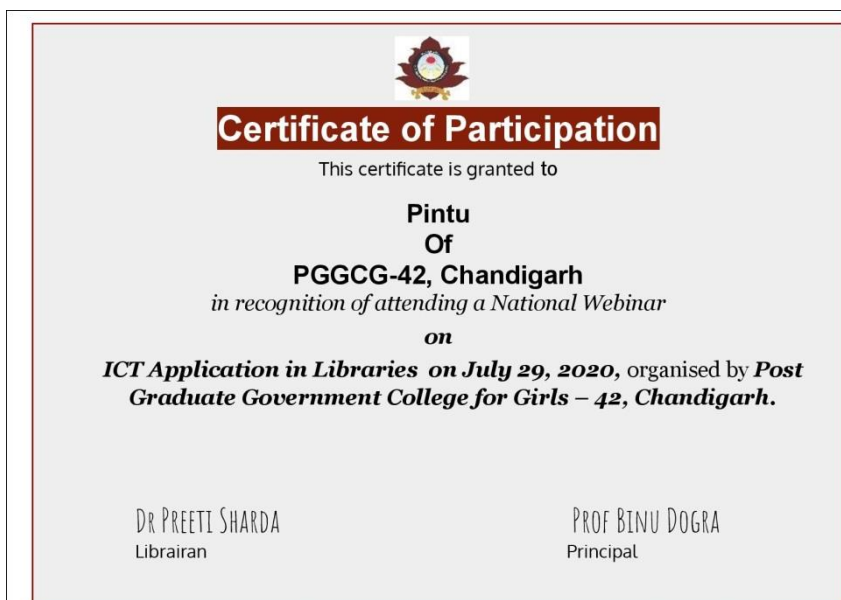 Certificate of Participation
This certificate is granted to
Pintu
Of
PGGCG-42, Chandigarh
in recognition of attending a National Webinar
on
ICT Application in Libraries on July 29, 2020, organised by Post
Graduate Government College for Girls – 42, Chandigarh.
DR PREETI SHARDA
Librairan
PROF BINU DOGRA
Principal